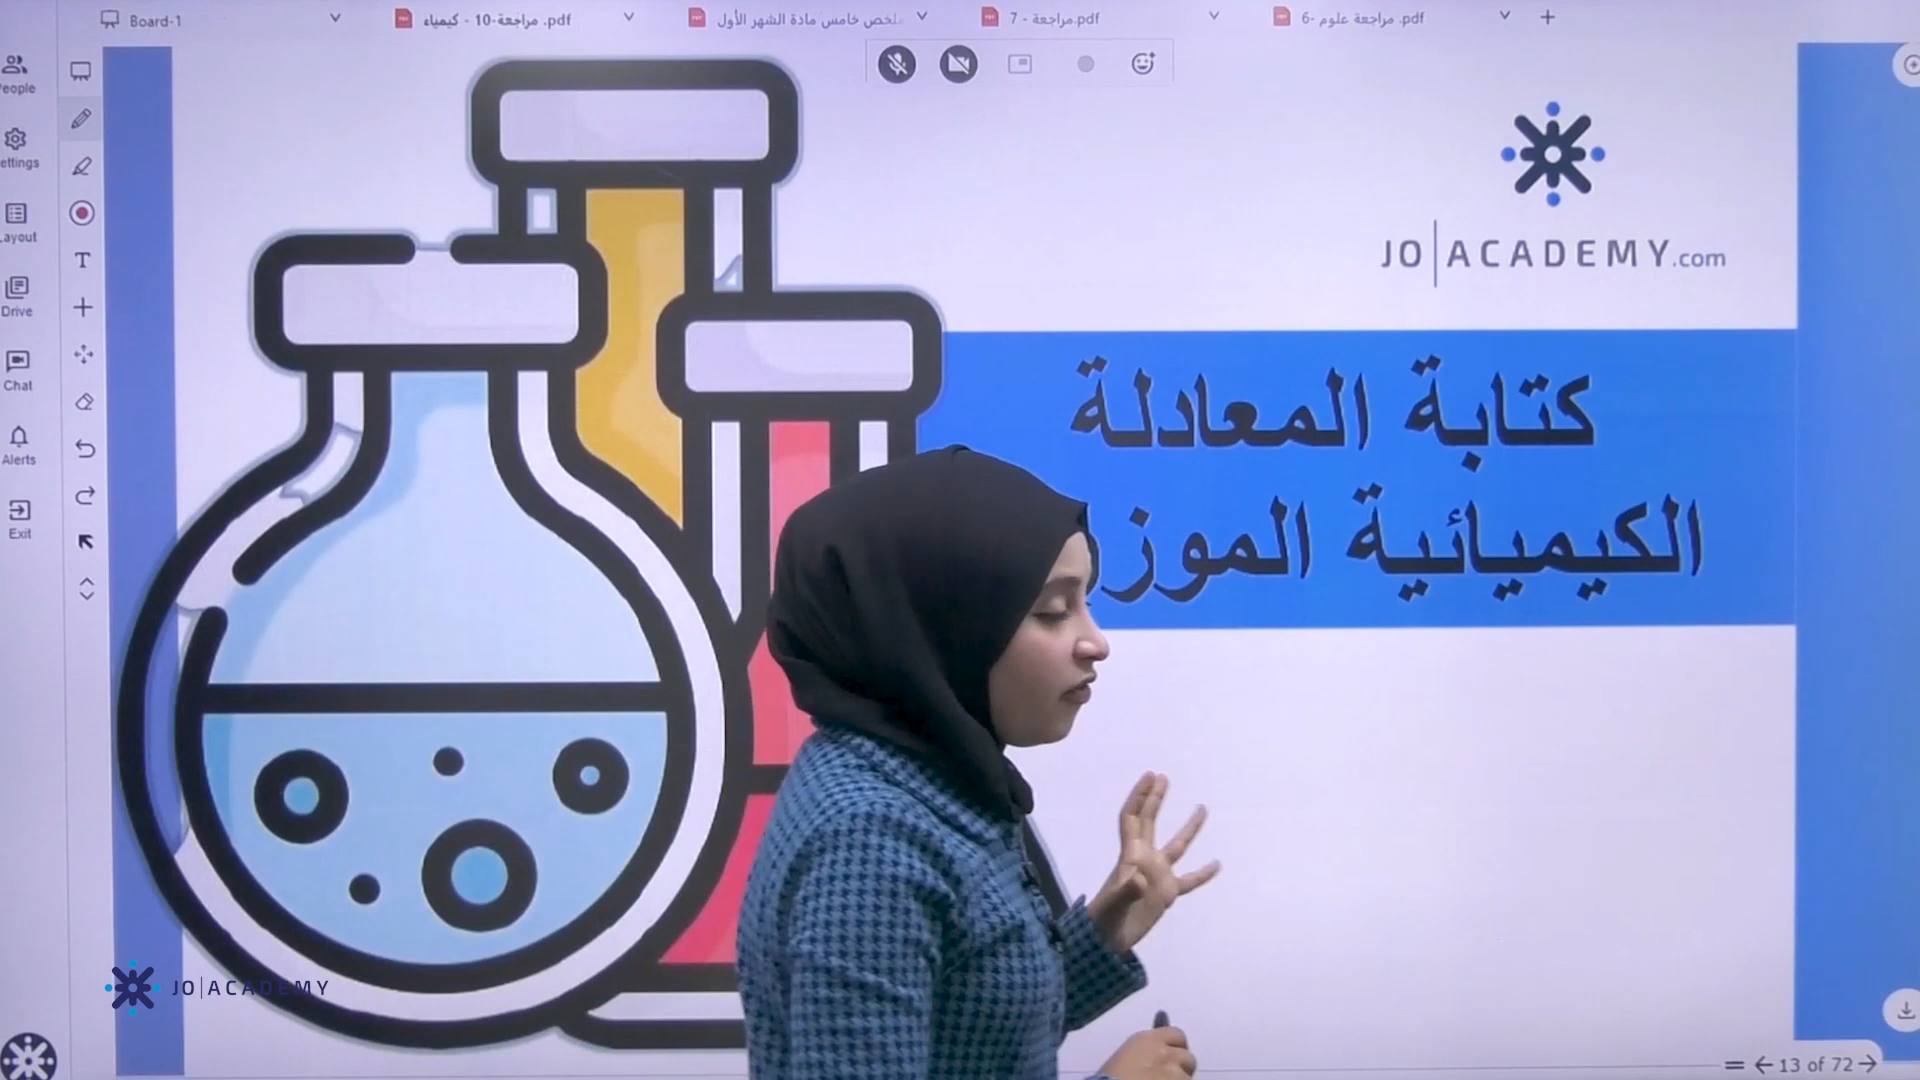 Board-1
مراجعة-10 - كيمياء .pdf
ملخص خامس مادة الشهر الأول
مراجعة - 7.pdf
مراجعة علوم -6 .pdf
People
Settings
Layout
Drive
Chat
Alerts
Exit
T
JO ACADEMY.com
كتابة المعادلة
الكيميائية الموز
JO ACADEMY
13 of 72